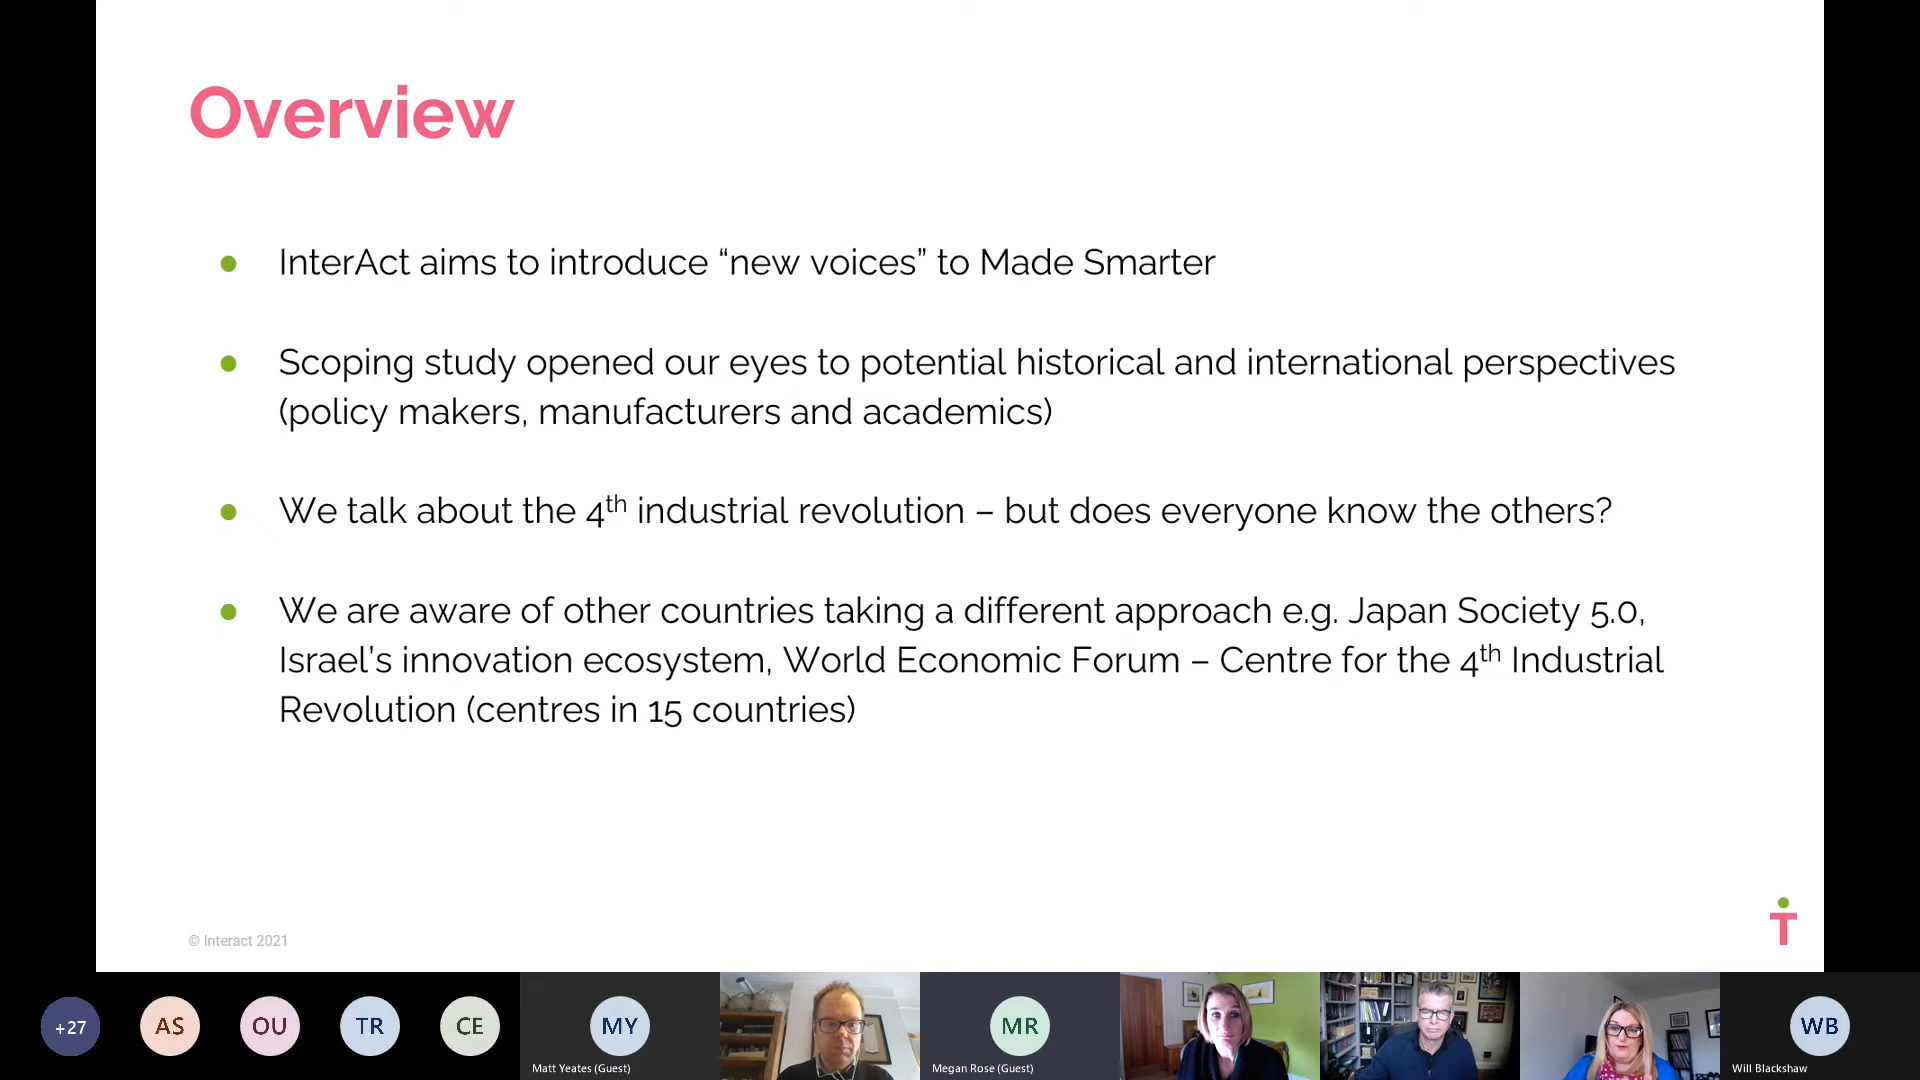 Overview
InterAct aims to introduce “new voices” to Made Smarter
Scoping study opened our eyes to potential historical and international perspectives
(policy makers, manufacturers and academics)
We talk about the 4th industrial revolution – but does everyone know the others?
We are aware of other countries taking a different approach e.g. Japan Society 5.0,
Israel’s innovation ecosystem, World Economic Forum – Centre for the 4th Industrial
Revolution (centres in 15 countries)
© Interact 2021
+27
AS
OU
TR
CE
MY
Matt Yeates (Guest)
MR
Megan Rose (Guest)
WB
Will Blackshaw